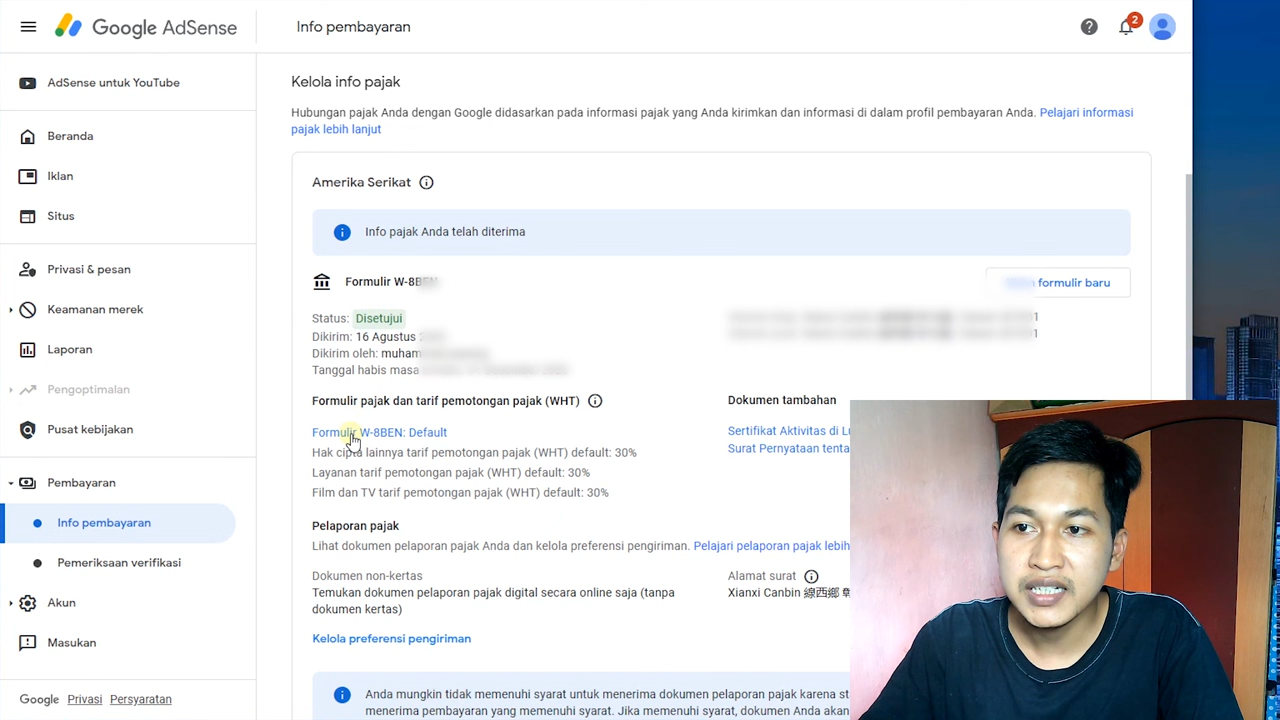 Google AdSense
Info pembayaran
2
AdSense untuk YouTube
Beranda
Iklan
Situs
Privasi & pesan
Keamanan merek
Laporan
Pengoptimalan
Pusat kebijakan
Pembayaran
Info pembayaran
Pemeriksaan verifikasi
Akun
Masukan
Google Privasi Persyaratan
Kelola info pajak
Hubungan pajak Anda dengan Google didasarkan pada informasi pajak yang Anda kirimkan dan informasi di dalam profil pembayaran Anda. Pelajari informasi
pajak lebih lanjut
Amerika Serikat
Info pajak Anda telah diterima
Formulir W-8BEN
formulir baru
Status: Disetujui
Dikirim: 16 Agustus
Dikirim oleh: muham
Tanggal habis masa
Formulir pajak dan tarif pemotongan pajak (WHT)
Formulir W-8BEN: Default
Hak cipta lainnya tarif pemotongan pajak (WHT) default: 30%
Layanan tarif pemotongan pajak (WHT) default: 30%
Film dan TV tarif pemotongan pajak (WHT) default: 30%
Dokumen tambahan
Sertifikat Aktivitas di Lu
Surat Pernyataan tenta
Pelaporan pajak
Lihat dokumen pelaporan pajak Anda dan kelola preferensi pengiriman. Pelajari pelaporan pajak lebih
Dokumen non-kertas
Temukan dokumen pelaporan pajak digital secara online saja (tanpa
dokumen kertas)
Alamat surat
Xianxi Canbin 線西鄉
Kelola preferensi pengiriman
Anda mungkin tidak memenuhi syarat untuk menerima dokumen pelaporan pajak karena st
menerima pembayaran yang memenuhi syarat. Jika memenuhi syarat, dokumen Anda akan